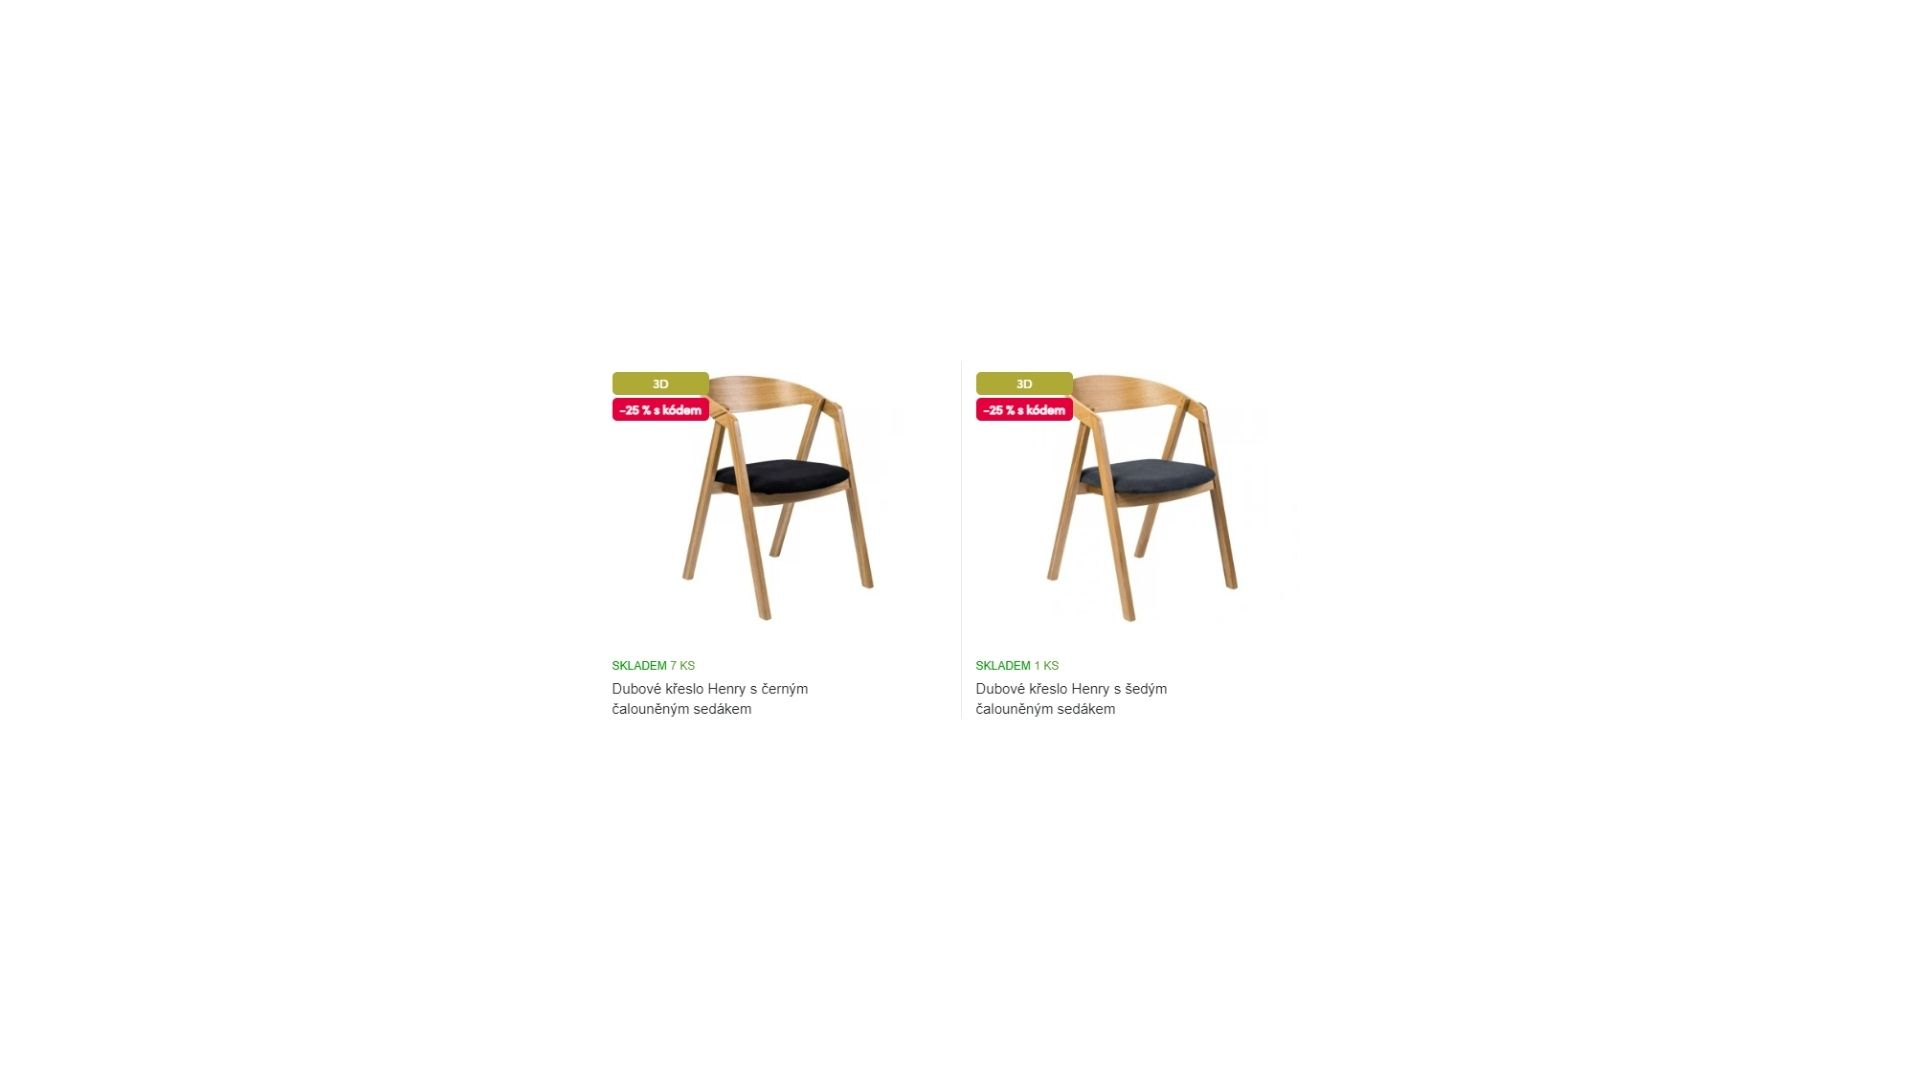 3D
-25 % s kódem
SKLADEM 7 KS
Dubové křeslo Henry s černým
čalouněným sedákem
3D
-25 % s kódem
SKLADEM 1 KS
Dubové křeslo Henry s šedým
čalouněným sedákem